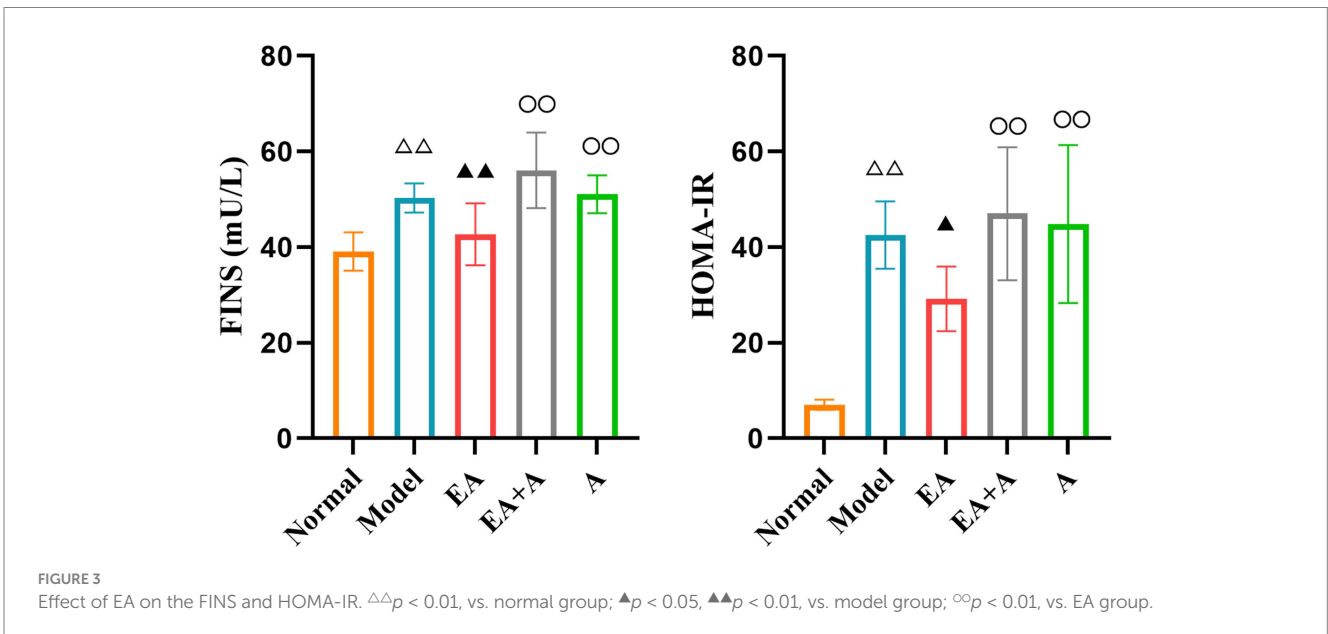 80
60
40
20
0
FINS (mU/L)
△△
▲▲
○○
○○
Normal
Model
EA
EA+A
A
80
60
40
20
0
HOMA-IR
△△
▲
○○
○○
Normal
Model
EA
EA+A
A
FIGURE 3
Effect of EA on the FINS and HOMA-IR. △△p < 0.01, vs. normal group; ▲p < 0.05, ▲▲p < 0.01, vs. model group; ○○p < 0.01, vs. EA group.